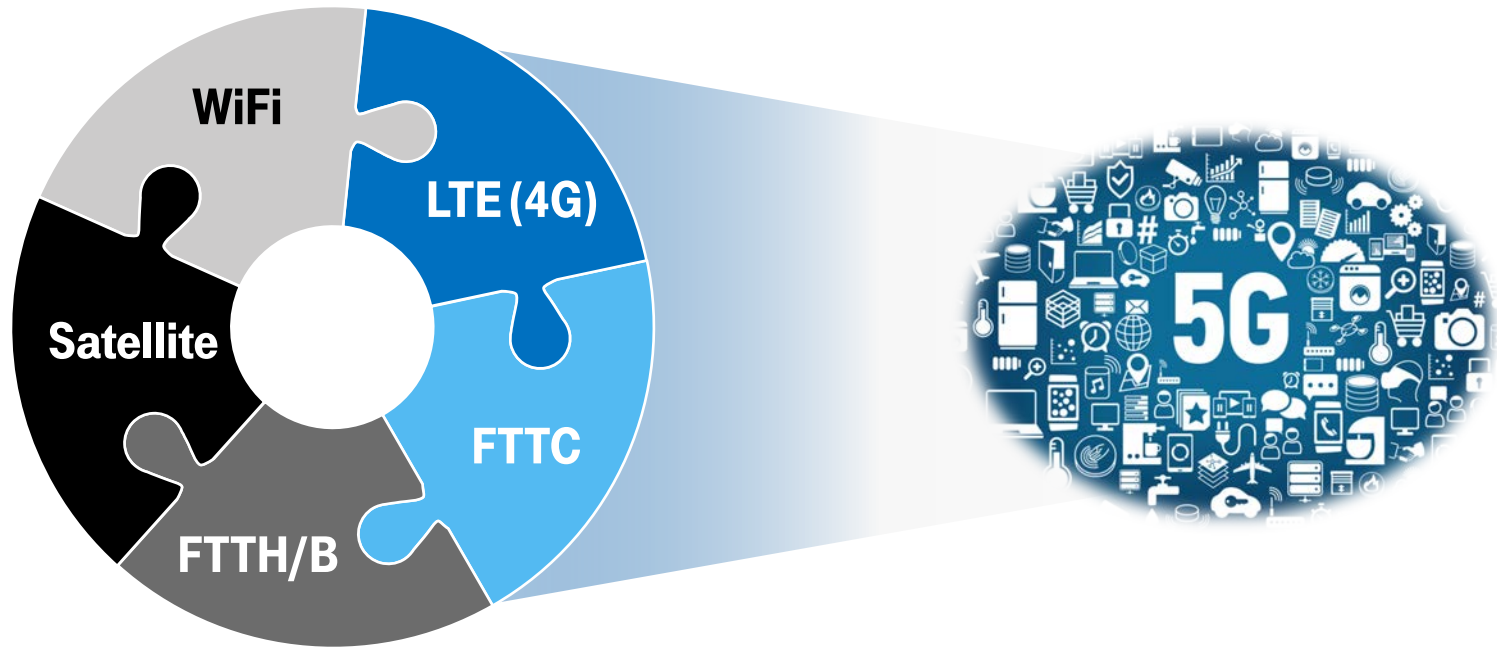 WiFi
LTE (4G)
Satellite
FTTC
FTTH/B
5G
#
#